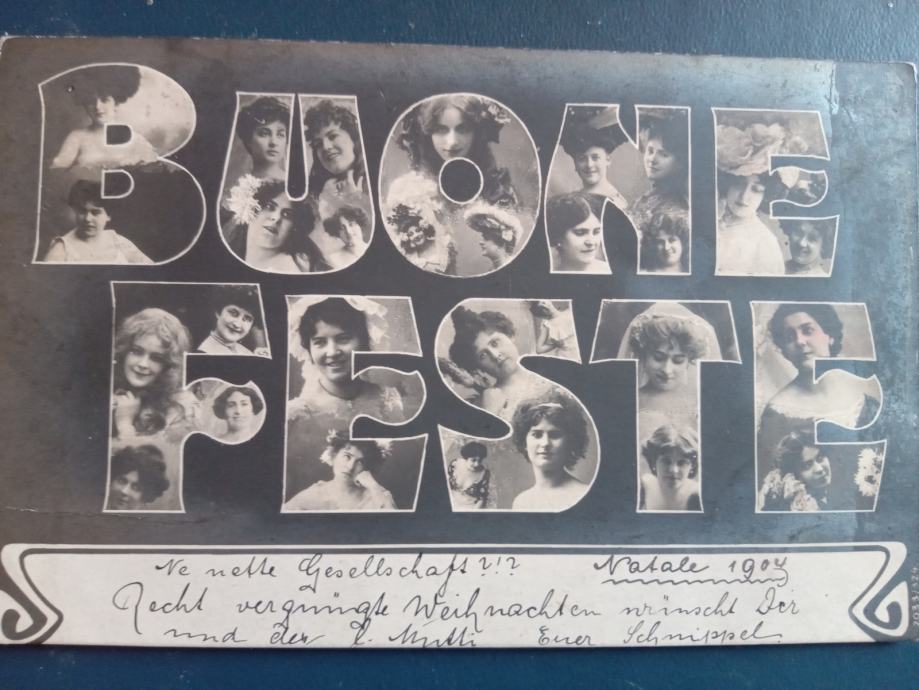 BUONE
FESTE
Ne nette Gesellschaft?!? Natale 1904
Recht vergnügte Weihnachten wünscht Dir
und der l. Mutti Euer Schnippel.